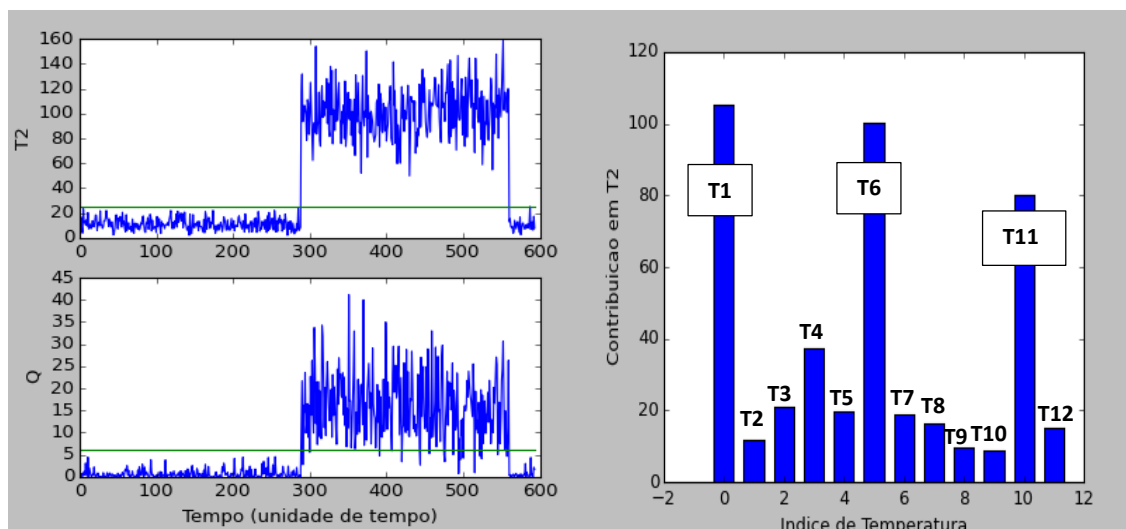 160
140
120
100
80
60
40
20
0
T2
0 100 200 300 400 500 600
45
40
35
30
25
20
15
10
5
0
Q
0 100 200 300 400 500 600
Tempo (unidade de tempo)
120
100
80
60
40
20
0
Contribuicao em T2
T1
T2
T3
T4
T5
T6
T7
T8
T9
T10
T11
T12
−2 0 2 4 6 8 10 12
Indice de Temperatura